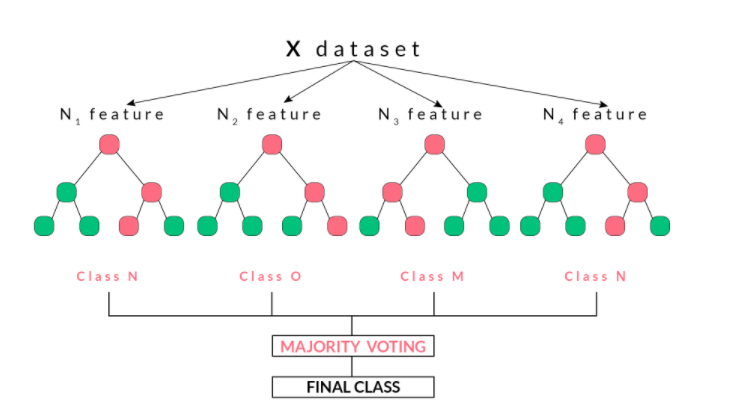 X dataset
N1 feature
N2 feature
N3 feature
N4 feature
Class N
Class O
Class M
Class N
MAJORITY VOTING
FINAL CLASS